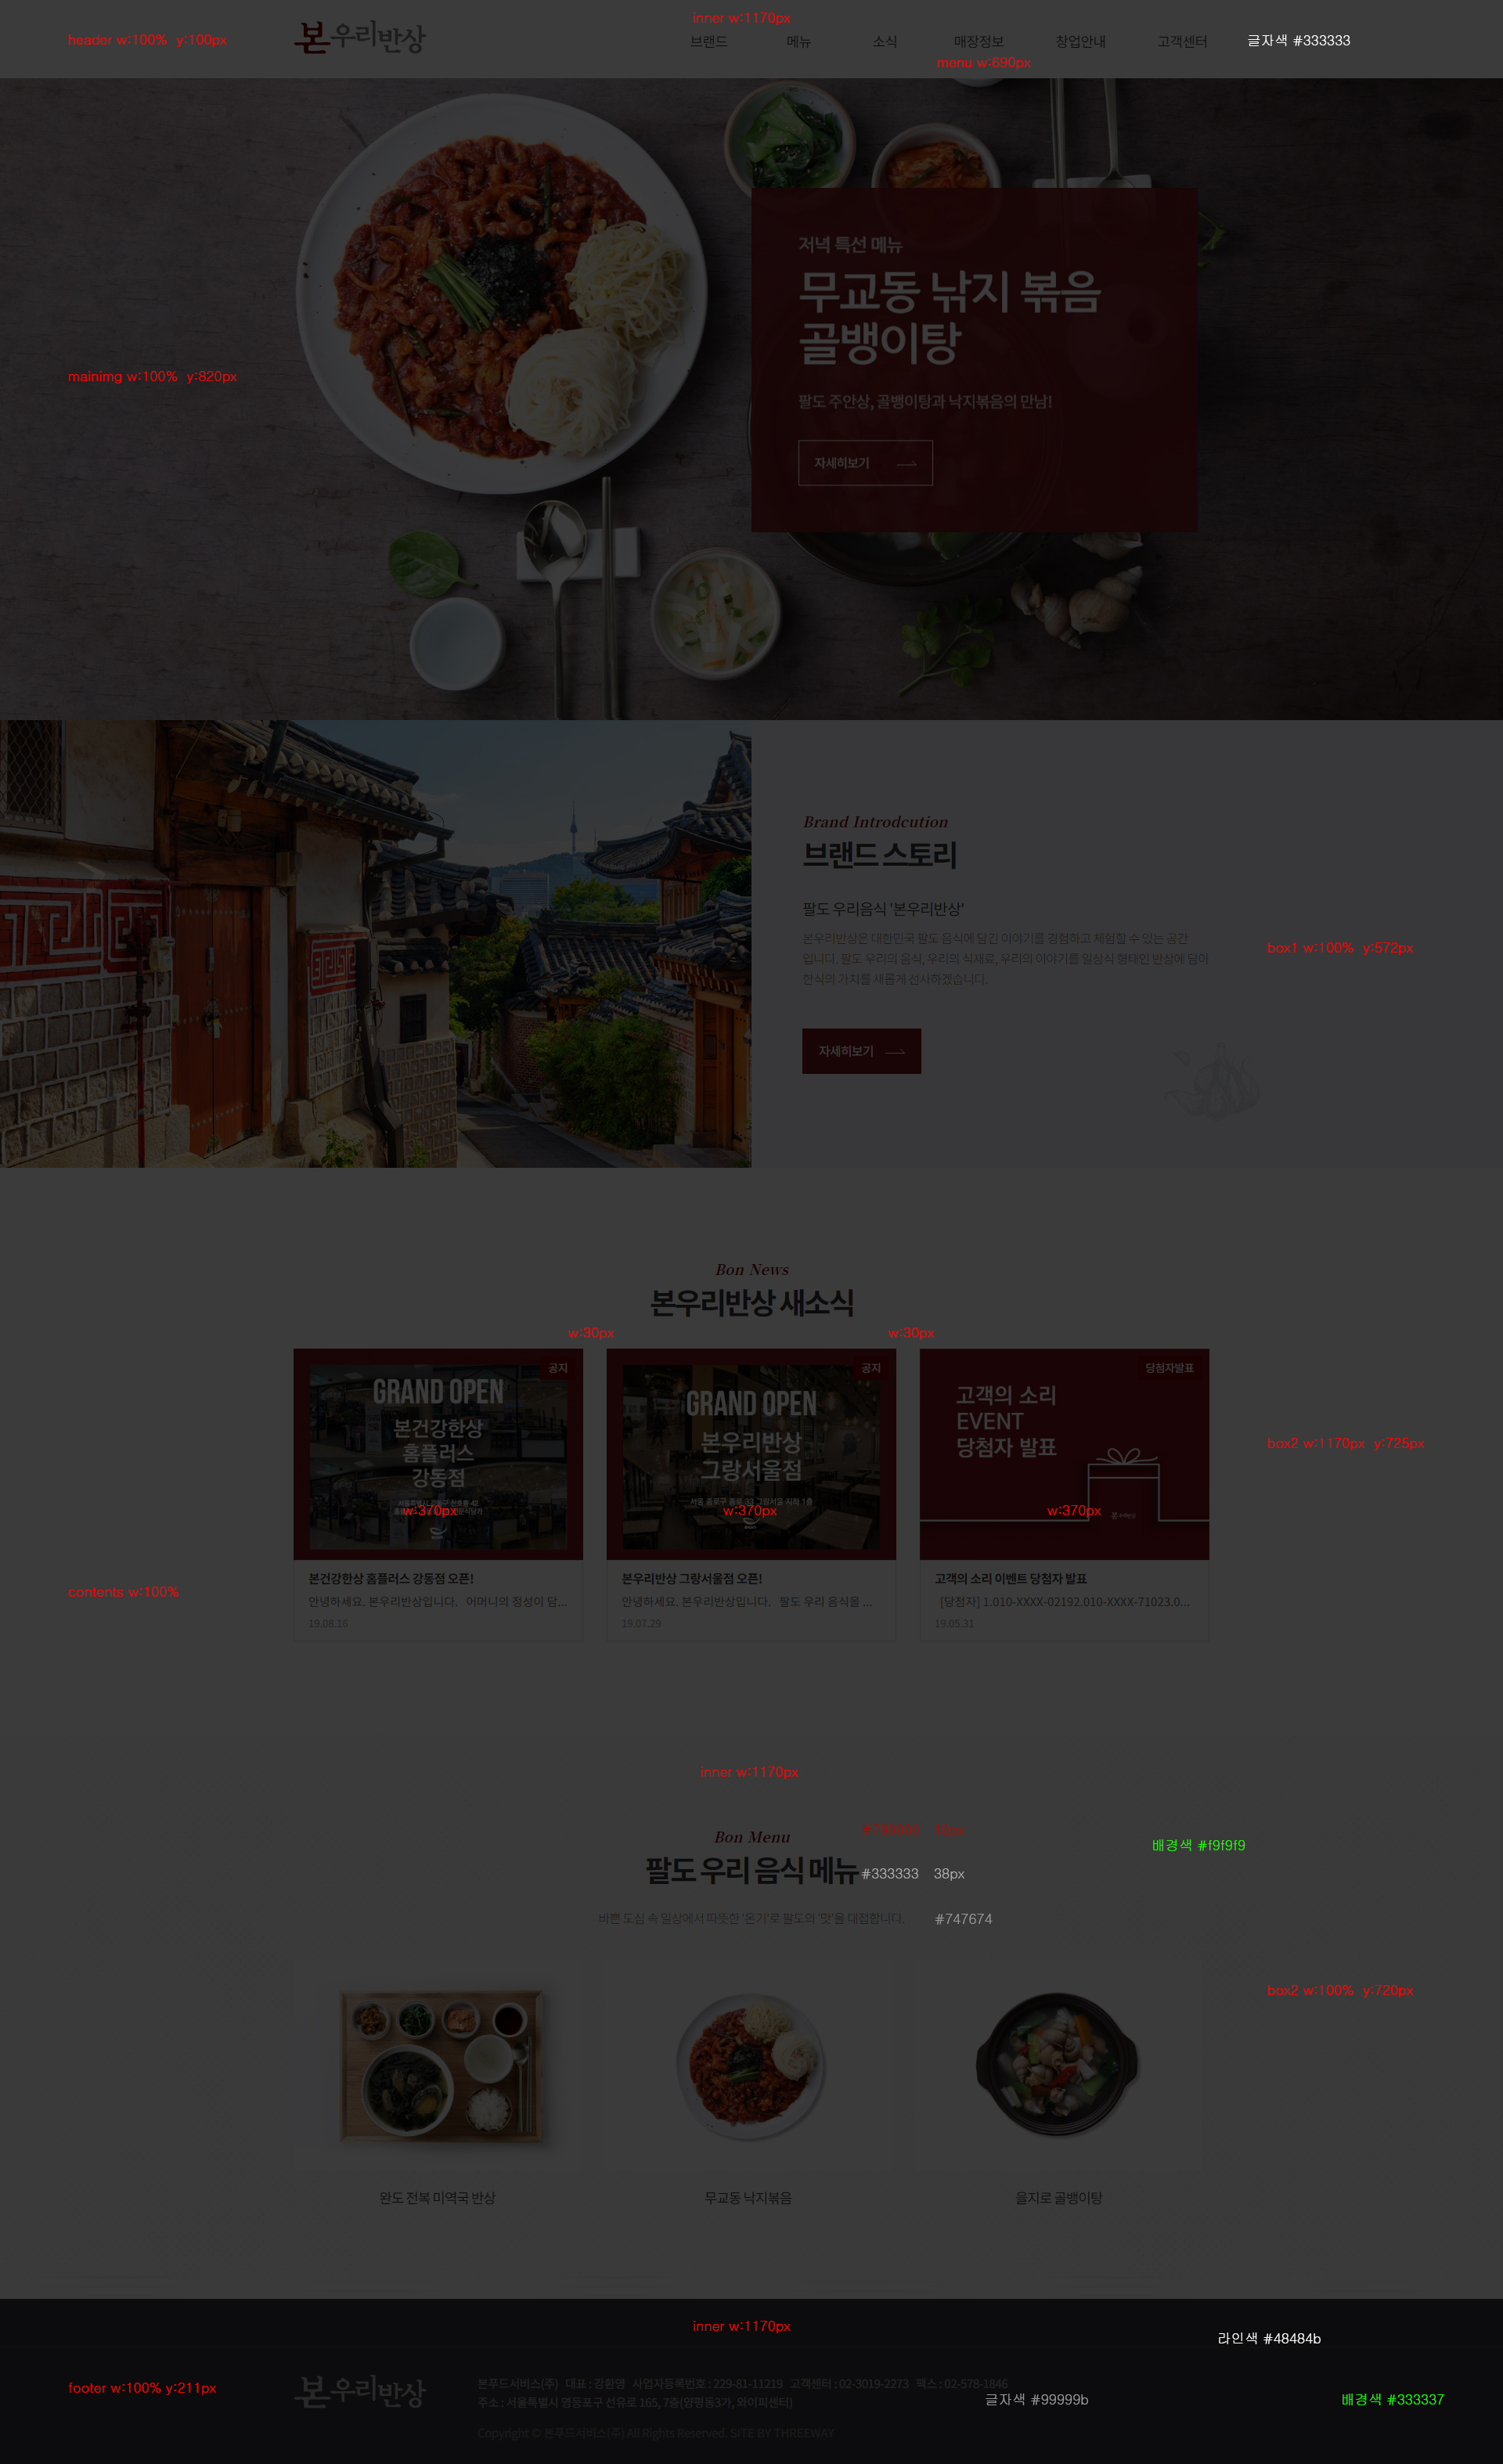 inner w:1170px
header w:100%  y:100px
본우리반상
브랜드 메뉴 소식 매장정보 창업안내 고객센터
글자색 #333333
menu w:690px
저녁 특선 메뉴
무교동 낚지 볶음
골뱅이탕
mainimg w:100%  y:820px
팔도 주안상, 골뱅이탕과 낙지볶음의 만남!
자세히보기
Brand Introdcution
브랜드 스토리
팔도 우리음식 '본우리반상'
본우리반상은 대한민국 팔도 음식에 담긴 이야기를 경험하고 체험할 수 있는 공간
입니다. 팔도 우리의 음식, 우리의 식재료, 우리의 이야기를 일상식 형태인 반상에 담아
한식의 가치를 새롭게 선사하겠습니다.
box1 w:100%  y:572px
자세히보기
Bon News
본우리반상 새소식
w:30px
w:30px
공지
GRAND OPEN
본건강한상
홈플러스
강동점
w:370px
공지
GRAND OPEN
본우리반상
그랑서울점
서울 종로구 종로 33 그랑서울 지하 1층
w:370px
당첨자발표
고객의 소리
EVENT
당첨자 발표
본우리반상
w:370px
box2 w:1170px  y:725px
본건강한상 홈플러스 강동점 오픈!
안녕하세요. 본우리반상입니다.   어머니의 정성이 담...
19.08.16
본우리반상 그랑서울점 오픈!
안녕하세요. 본우리반상입니다.   팔도 우리 음식을 ...
19.07.29
고객의 소리 이벤트 당첨자 발표
[당첨자] 1.010-XXXX-02192.010-XXXX-71023.0...
19.05.31
contents w:100%
inner w:1170px
Bon Menu
팔도 우리 음식 메뉴
#333333    38px
배경색 #f9f9f9
바쁜 도심 속 일상에서 따뜻한 '온기'로 팔도의 '맛'을 대접합니다.
#747674
box2 w:100%  y:720px
완도 전복 미역국 반상
무교동 낙지볶음
을지로 골뱅이탕
inner w:1170px
라인색 #48484b
footer w:100% y:211px
본우리반상
본푸드서비스(주)   대표 : 강환영   사업자등록번호 : 229-81-11219   고객센터 : 02-3019-2273   팩스 : 02-578-1846
주소 : 서울특별시 영등포구 선유로 165, 7층(양평동3가, 와이피센터)
글자색 #99999b
배경색 #333337
Copyright © 본푸드서비스(주) All Rights Reserved. SITE BY THREEWAY